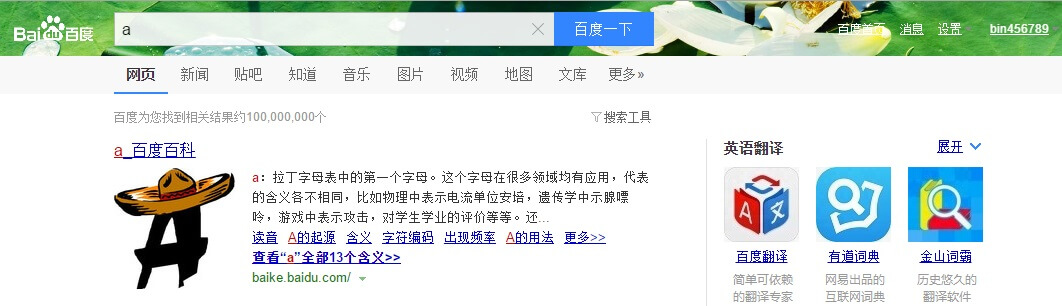 Bai du 百度
a
百度一下
百度首页 消息 设置 bin456789
网页 新闻 贴吧 知道 音乐 图片 视频 地图 文库 更多»
百度为您找到相关结果约100,000,000个
搜索工具
a_百度百科
a：拉丁字母表中的第一个字母。这个字母在很多领域均有应用，代表
的含义各不相同，比如物理中表示电流单位安培，遗传学中示腺嘌
呤，游戏中表示攻击，对学生学业的评价等等。还...
读音 A的起源 含义 字符编码 出现频率 A的用法 更多>>
查看“a”全部13个含义>>
baike.baidu.com/
英语翻译
展开
A 文
百度翻译 有道词典 金山词霸
简单可依赖 网易出品的 历史悠久的
的翻译专家 互联网词典 翻译软件